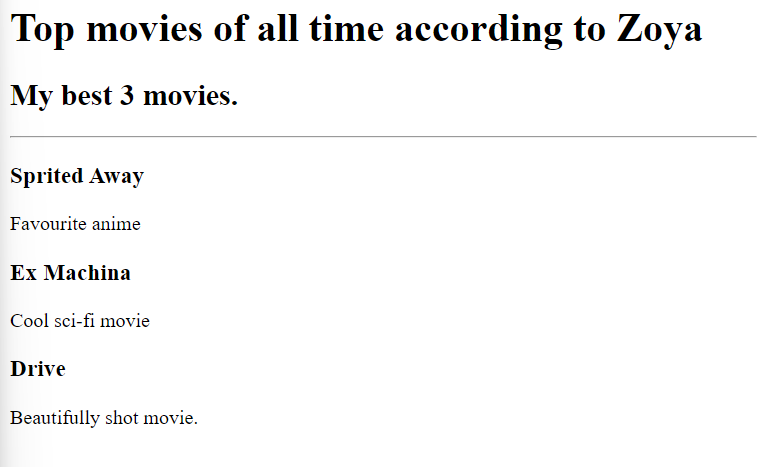 Top movies of all time according to Zoya
My best 3 movies.
Sprited Away
Favourite anime
Ex Machina
Cool sci-fi movie
Drive
Beautifully shot movie.